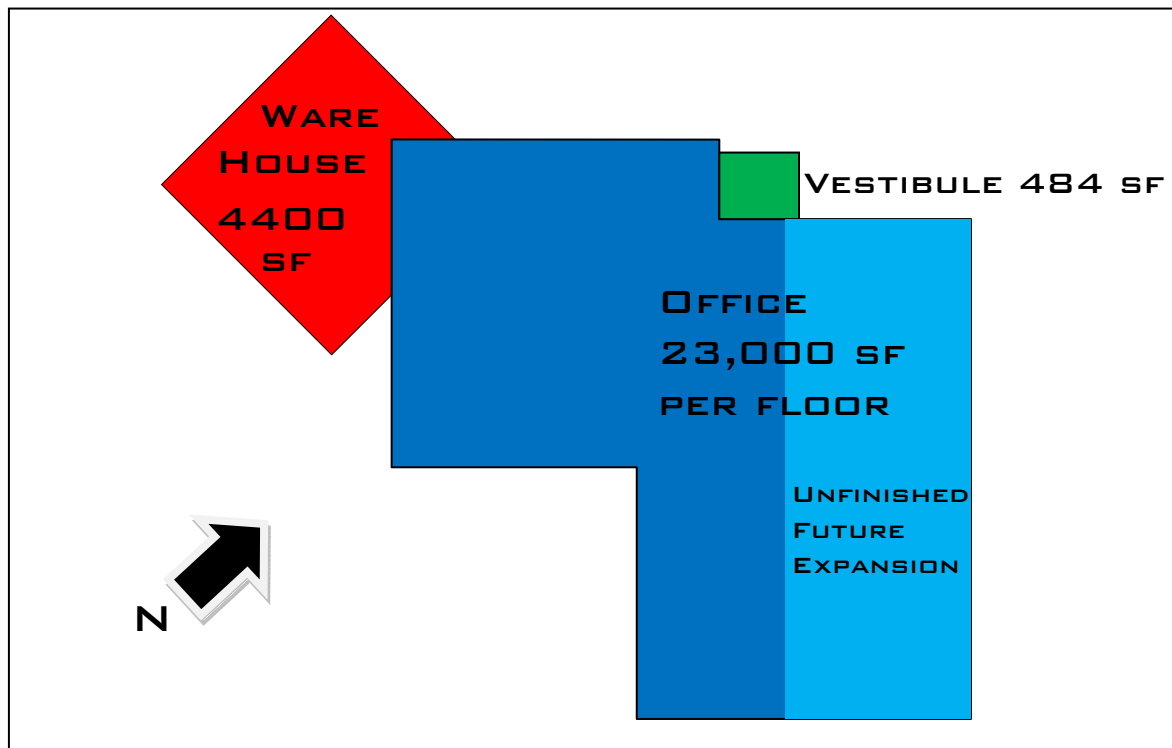 Ware
House
4400
sf
Vestibule 484 sf
Office
23,000 sf
per floor
Unfinished
Future
Expansion
N